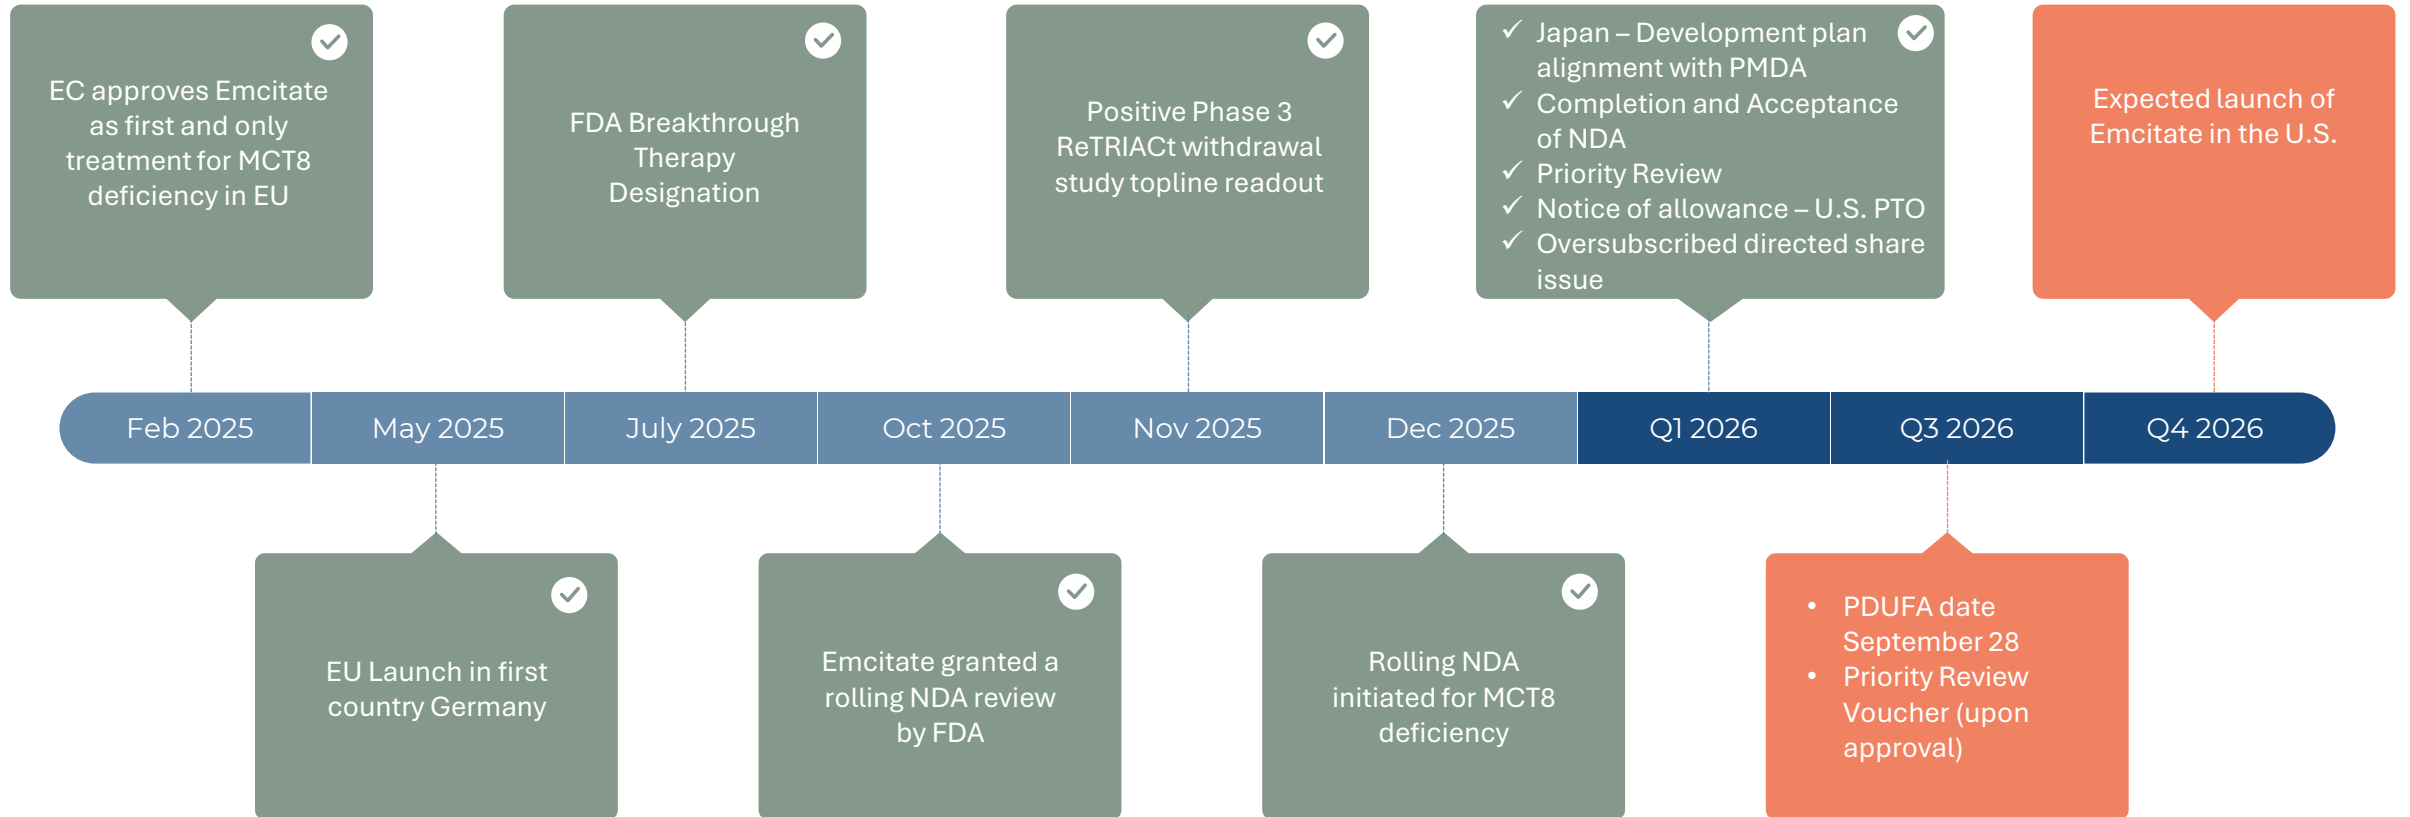 EC approves Emcitate
as first and only
treatment for MCT8
deficiency in EU
FDA Breakthrough
Therapy
Designation
Positive Phase 3
ReTRIACt withdrawal
study topline readout
✓ Japan – Development plan
alignment with PMDA
✓ Completion and Acceptance
of NDA
✓ Priority Review
✓ Notice of allowance – U.S. PTO
✓ Oversubscribed directed share
issue
Expected launch of
Emcitate in the U.S.
Feb 2025
May 2025
July 2025
Oct 2025
Nov 2025
Dec 2025
Q1 2026
Q3 2026
Q4 2026
EU Launch in first
country Germany
Emcitate granted a
rolling NDA review
by FDA
Rolling NDA
initiated for MCT8
deficiency
• PDUFA date
September 28
• Priority Review
Voucher (upon
approval)